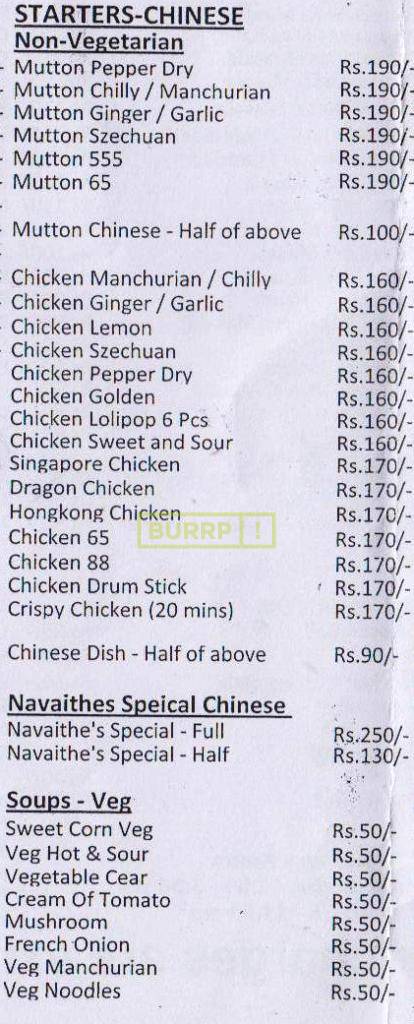 STARTERS-CHINESE
Non-Vegetarian
Mutton Pepper Dry Rs.190/-
Mutton Chilly / Manchurian Rs.190/-
Mutton Ginger / Garlic Rs.190/-
Mutton Szechuan Rs.190/-
Mutton 555 Rs.190/-
Mutton 65 Rs.190/-
Mutton Chinese - Half of above Rs.100/-
Chicken Manchurian / Chilly Rs.160/-
Chicken Ginger / Garlic Rs.160/-
Chicken Lemon Rs.160/-
Chicken Szechuan Rs.160/-
Chicken Pepper Dry Rs.160/-
Chicken Golden Rs.160/-
Chicken Lolipop 6 Pcs Rs.160/-
Chicken Sweet and Sour Rs.160/-
Singapore Chicken Rs.170/-
Dragon Chicken Rs.170/-
Hongkong Chicken Rs.170/-
BURRP !
Chicken 65 Rs.170/-
Chicken 88 Rs.170/-
Chicken Drum Stick Rs.170/-
Crispy Chicken (20 mins) Rs.170/-
Chinese Dish - Half of above Rs.90/-
Navaithes Speical Chinese
Navaithe's Special - Full Rs.250/-
Navaithe's Special - Half Rs.130/-
Soups - Veg
Sweet Corn Veg Rs.50/-
Veg Hot & Sour Rs.50/-
Vegetable Cear Rs.50/-
Cream Of Tomato Rs.50/-
Mushroom Rs.50/-
French Onion Rs.50/-
Veg Manchurian Rs.50/-
Veg Noodles Rs.50/-